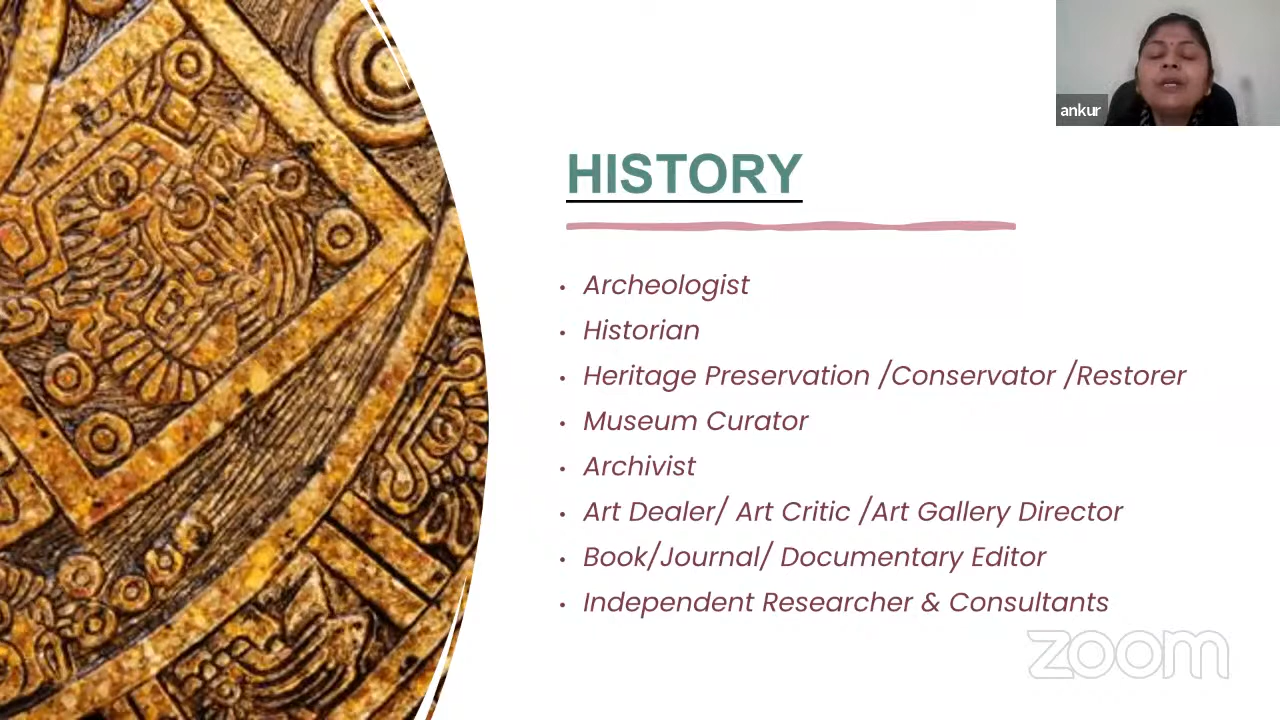 ankur
HISTORY
• Archeologist
• Historian
• Heritage Preservation /Conservator /Restorer
• Museum Curator
• Archivist
• Art Dealer/ Art Critic /Art Gallery Director
• Book/Journal/ Documentary Editor
• Independent Researcher & Consultants
zoom